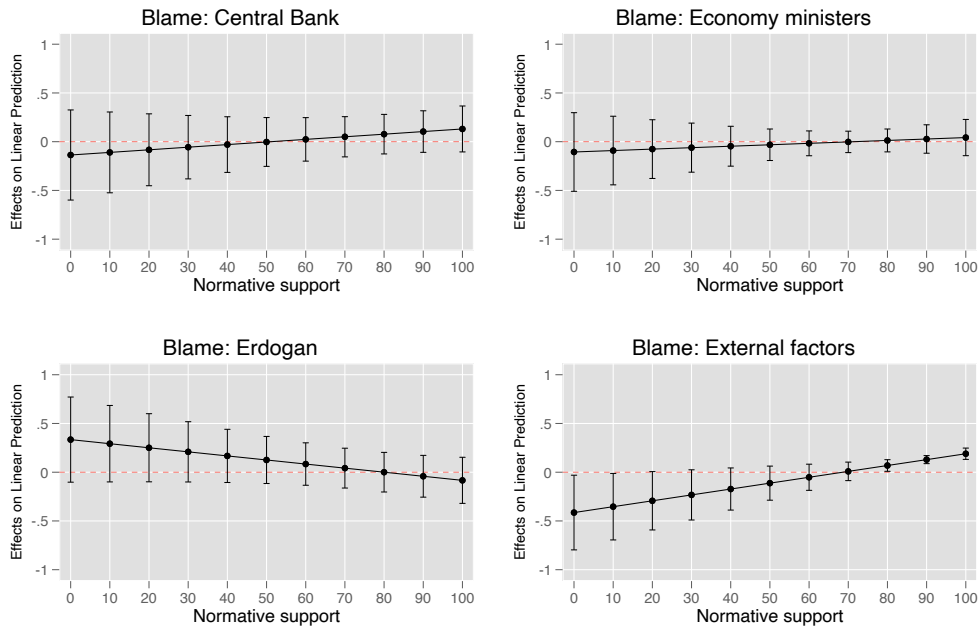 Blame: Central Bank
Effects on Linear Prediction
1
.5
0
-.5
-1
0 10 20 30 40 50 60 70 80 90 100
Normative support
Blame: Economy ministers
Effects on Linear Prediction
1
.5
0
-.5
-1
0 10 20 30 40 50 60 70 80 90 100
Normative support
Blame: Erdogan
Effects on Linear Prediction
1
.5
0
-.5
-1
0 10 20 30 40 50 60 70 80 90 100
Normative support
Blame: External factors
Effects on Linear Prediction
1
.5
0
-.5
-1
0 10 20 30 40 50 60 70 80 90 100
Normative support